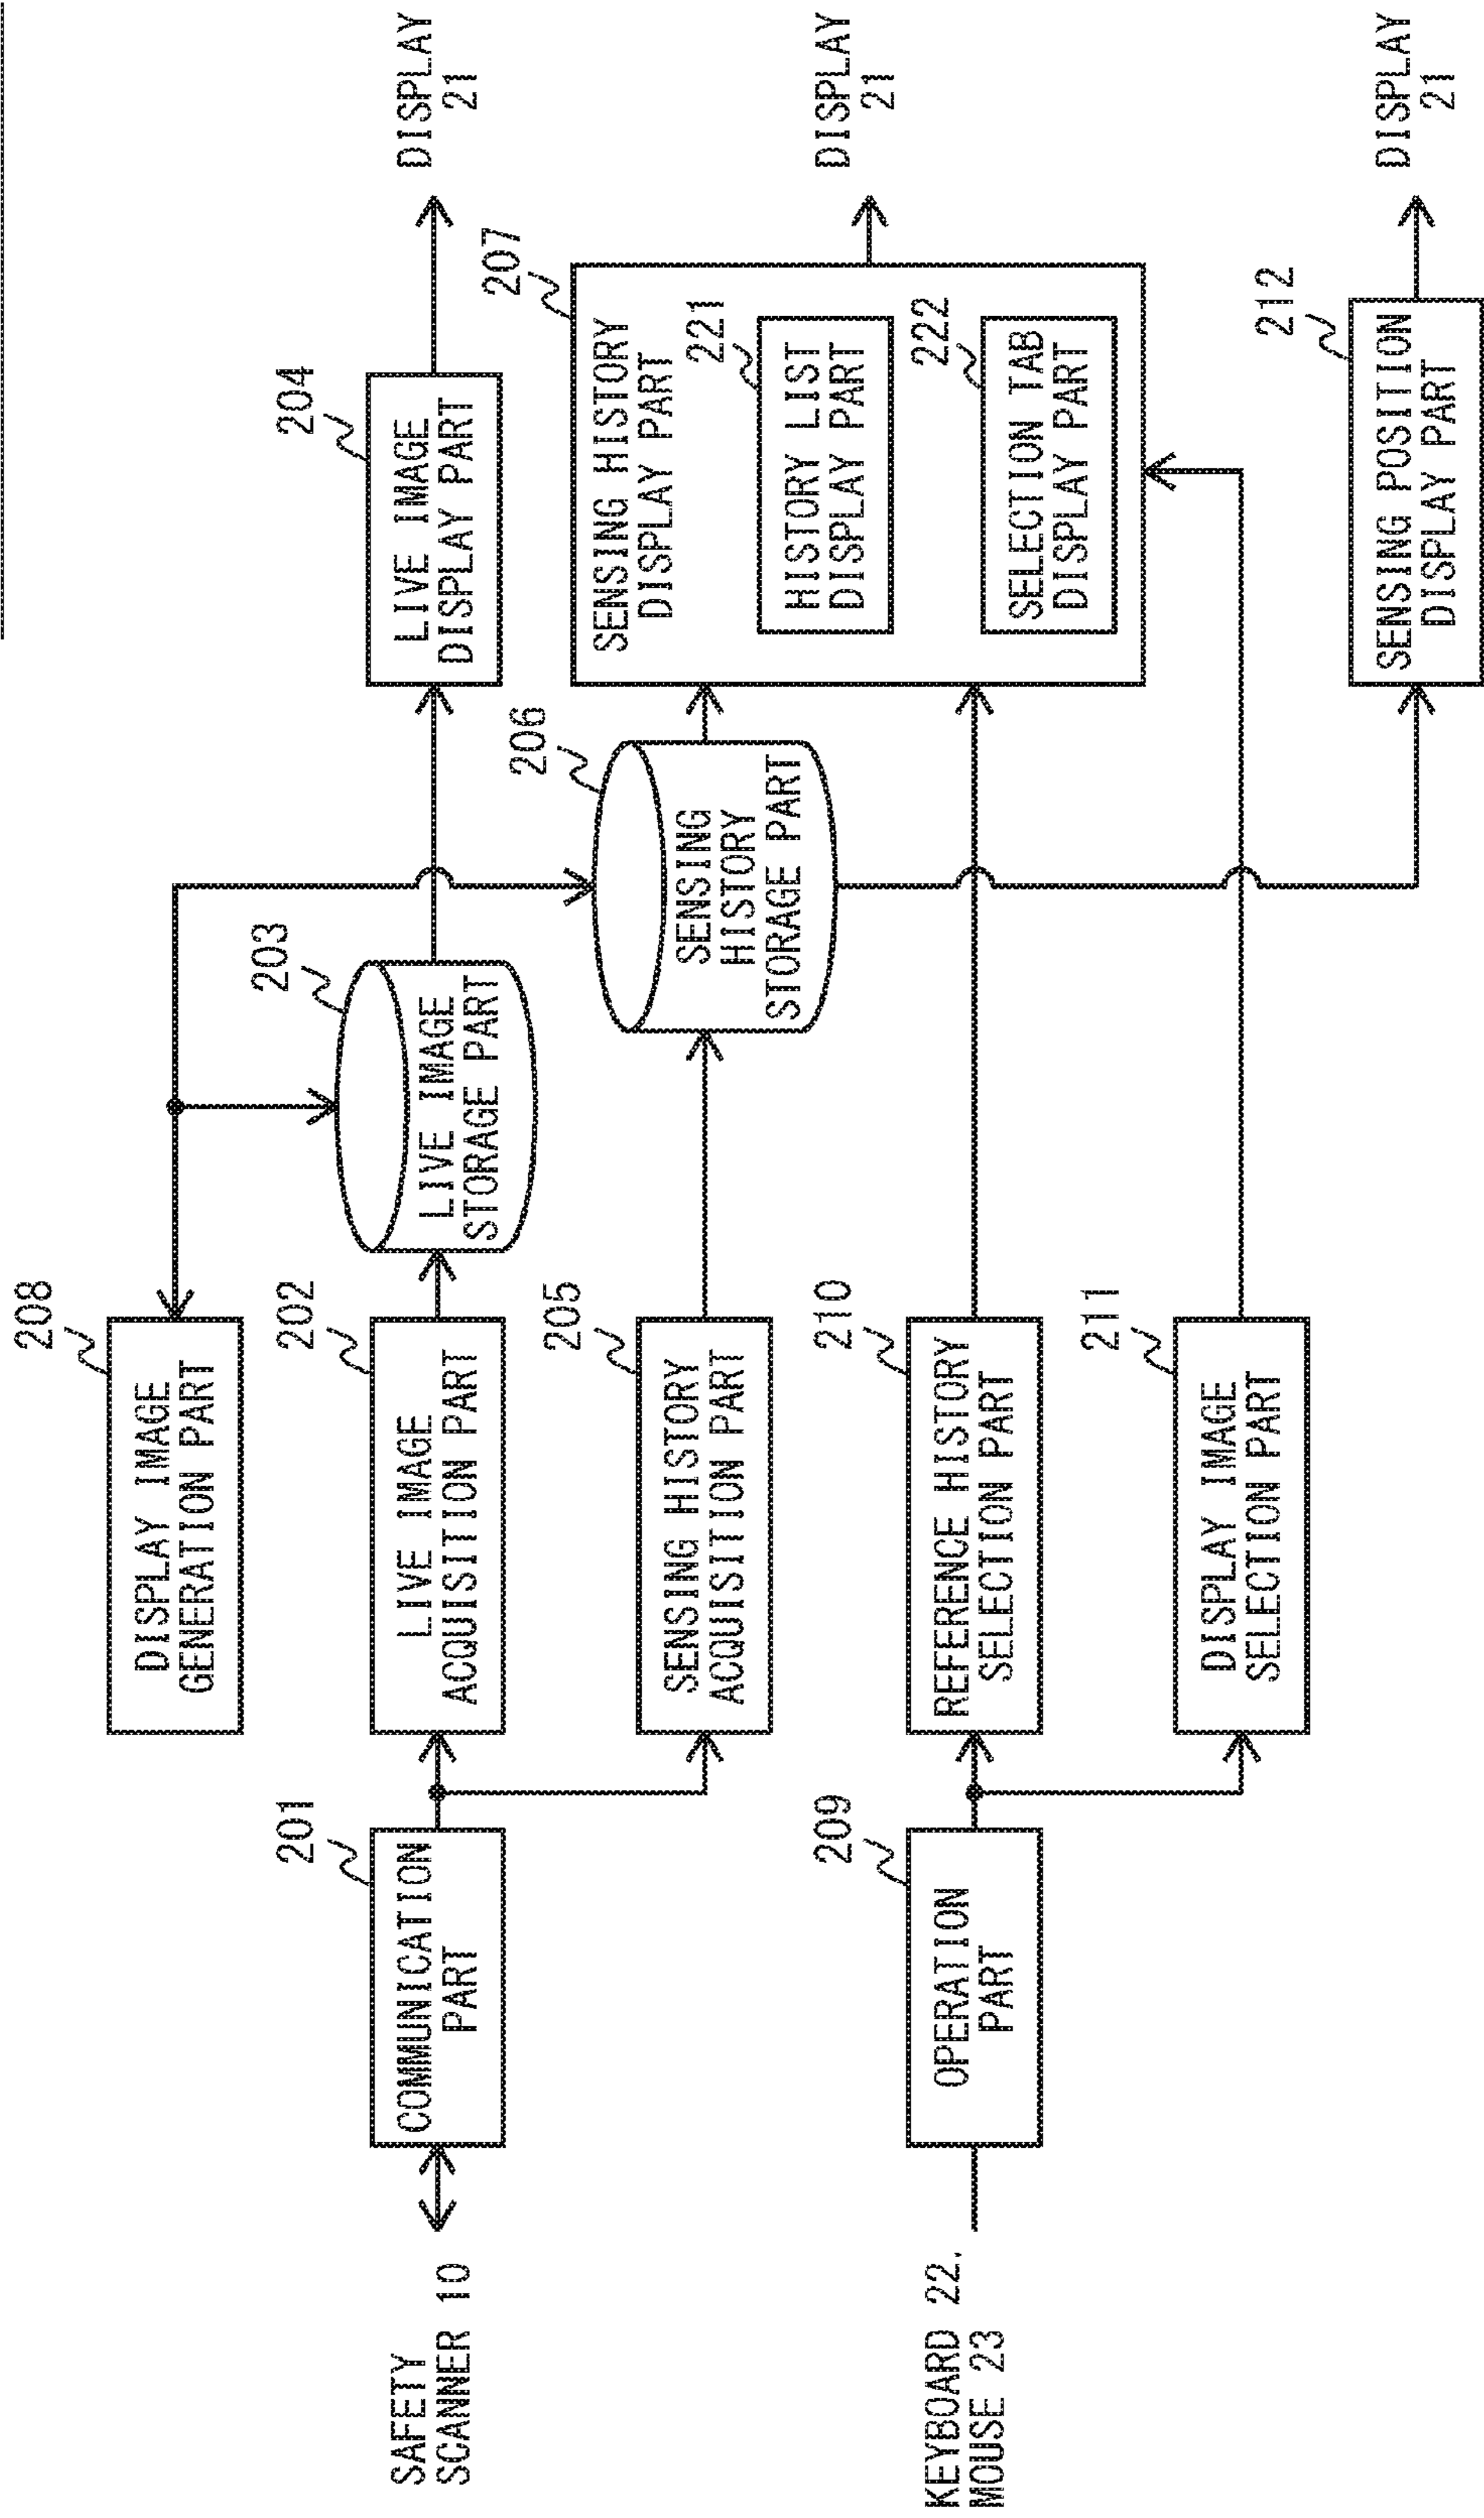 208
DISPLAY IMAGE
GENERATION PART
201
COMMUNICATION
PART
SAFETY
SCANNER 10
202
LIVE IMAGE
ACQUISITION PART
203
LIVE IMAGE
STORAGE PART
204
LIVE IMAGE
DISPLAY PART
DISPLAY
21
205
SENSING HISTORY
ACQUISITION PART
206
SENSING
HISTORY
STORAGE PART
207
SENSING HISTORY
DISPLAY PART
221
HISTORY LIST
DISPLAY PART
222
SELECTION TAB
DISPLAY PART
DISPLAY
21
KEYBOARD 22.
MOUSE 23
209
OPERATION
PART
210
REFERENCE HISTORY
SELECTION PART
211
DISPLAY IMAGE
SELECTION PART
212
SENSING POSITION
DISPLAY PART
DISPLAY
21